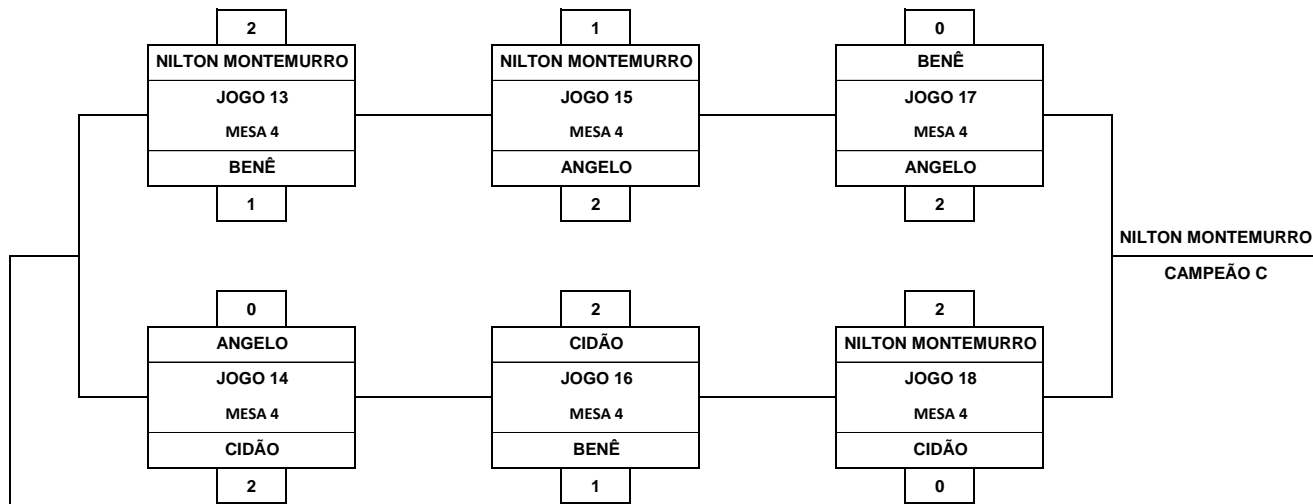 2
NILTON MONTEMURRO
JOGO 13
MESA 4
BENÊ
1
1
NILTON MONTEMURRO
JOGO 15
MESA 4
ANGELO
2
0
BENÊ
JOGO 17
MESA 4
ANGELO
2
NILTON MONTEMURRO
CAMPEÃO C
0
ANGELO
JOGO 14
MESA 4
CIDÃO
2
2
CIDÃO
JOGO 16
MESA 4
BENÊ
1
2
NILTON MONTEMURRO
JOGO 18
MESA 4
CIDÃO
0